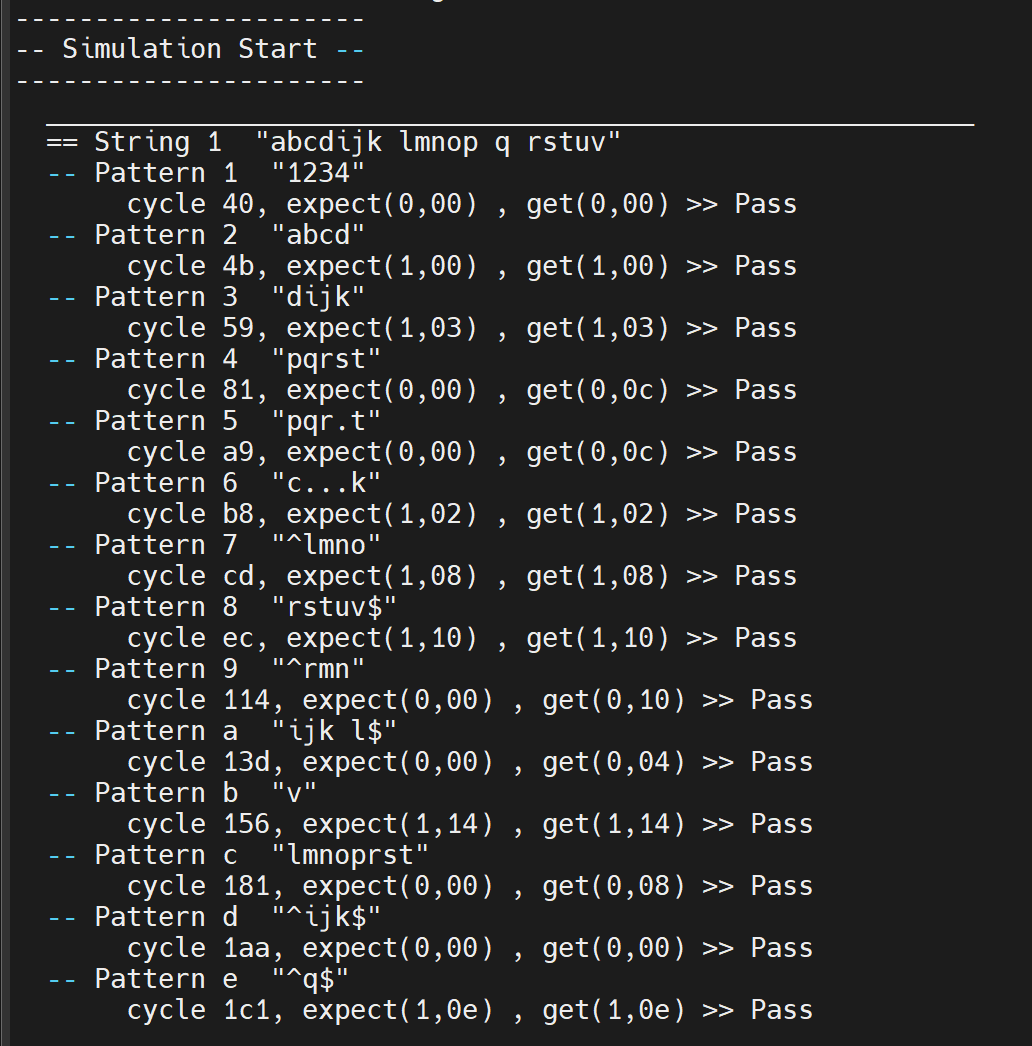 ----------------------
-- Simulation Start --
----------------------
== String 1  "abcdijk lmnop q rstuv"
-- Pattern 1  "1234"
cycle 40, expect(0,00) , get(0,00) >> Pass
-- Pattern 2  "abcd"
cycle 4b, expect(1,00) , get(1,00) >> Pass
-- Pattern 3  "dijk"
cycle 59, expect(1,03) , get(1,03) >> Pass
-- Pattern 4  "pqrst"
cycle 81, expect(0,00) , get(0,0c) >> Pass
-- Pattern 5  "pqr.t"
cycle a9, expect(0,00) , get(0,0c) >> Pass
-- Pattern 6  "c...k"
cycle b8, expect(1,02) , get(1,02) >> Pass
-- Pattern 7  "^lmno"
cycle cd, expect(1,08) , get(1,08) >> Pass
-- Pattern 8  "rstuv$"
cycle ec, expect(1,10) , get(1,10) >> Pass
-- Pattern 9  "^rmn"
cycle 114, expect(0,00) , get(0,10) >> Pass
-- Pattern a  "ijk l$"
cycle 13d, expect(0,00) , get(0,04) >> Pass
-- Pattern b  "v"
cycle 156, expect(1,14) , get(1,14) >> Pass
-- Pattern c  "lmnoprst"
cycle 181, expect(0,00) , get(0,08) >> Pass
-- Pattern d  "^ijk$"
cycle 1aa, expect(0,00) , get(0,00) >> Pass
-- Pattern e  "^q$"
cycle 1c1, expect(1,0e) , get(1,0e) >> Pass